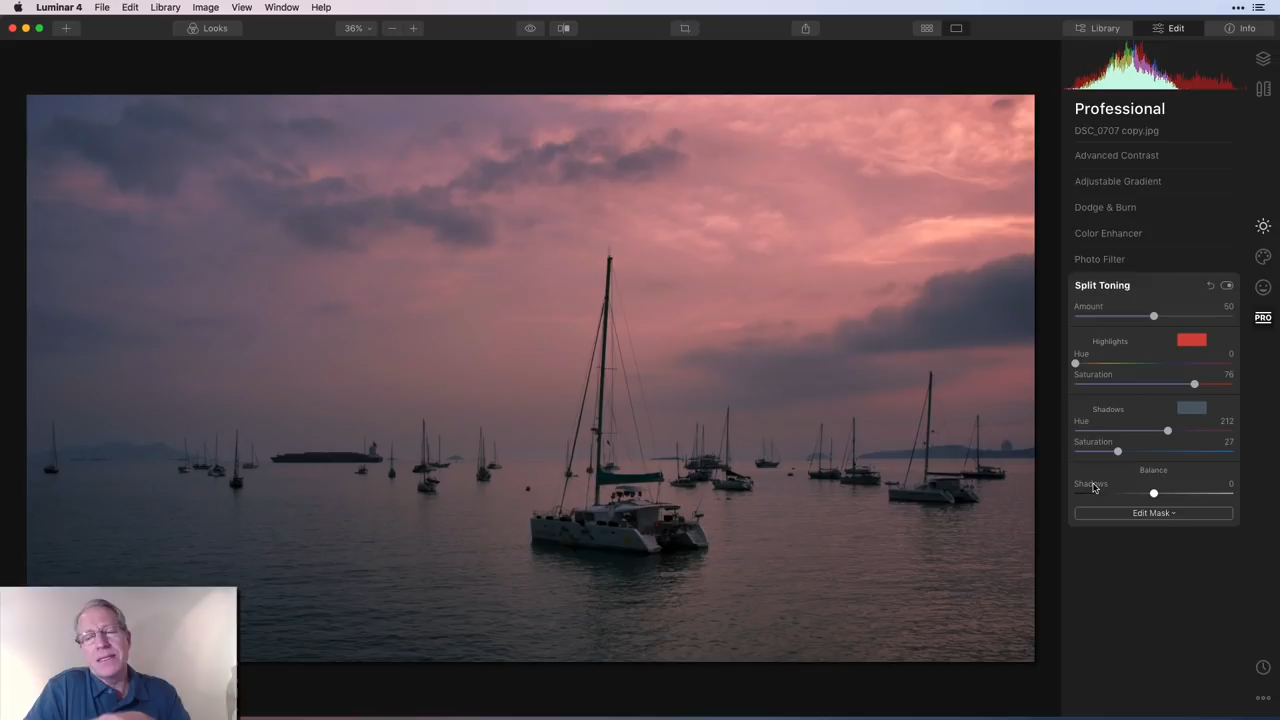 Luminar 4 File Edit Library Image View Window Help
Looks 36% Library Edit Info
Professional
DSC_0707 copy.jpg
Advanced Contrast
Adjustable Gradient
Dodge & Burn
Color Enhancer
Photo Filter
Split Toning
Amount 50
Highlights
Hue 0
Saturation 76
Shadows
Hue 212
Saturation 27
Balance
Shadows 0
Edit Mask
PRO